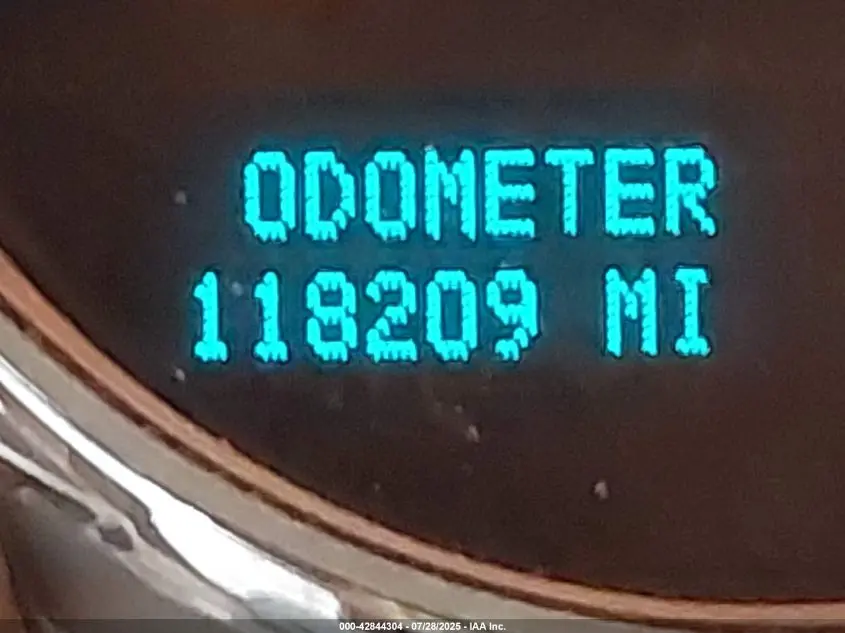 ODOMETER
118209 MI
000-42844304 - 07/28/2025 - IAA Inc.